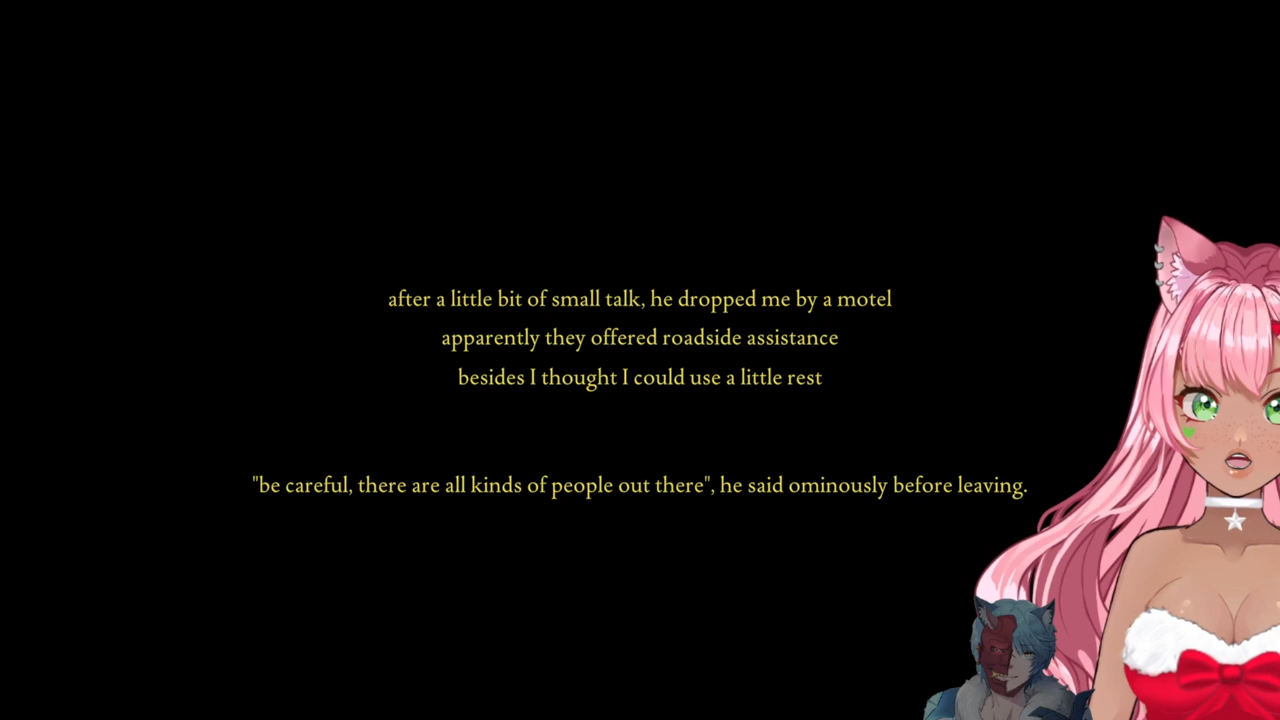 after a little bit of small talk, he dropped me by a motel
apparently they offered roadside assistance
besides I thought I could use a little rest
"be careful, there are all kinds of people out there", he said ominously before leaving.